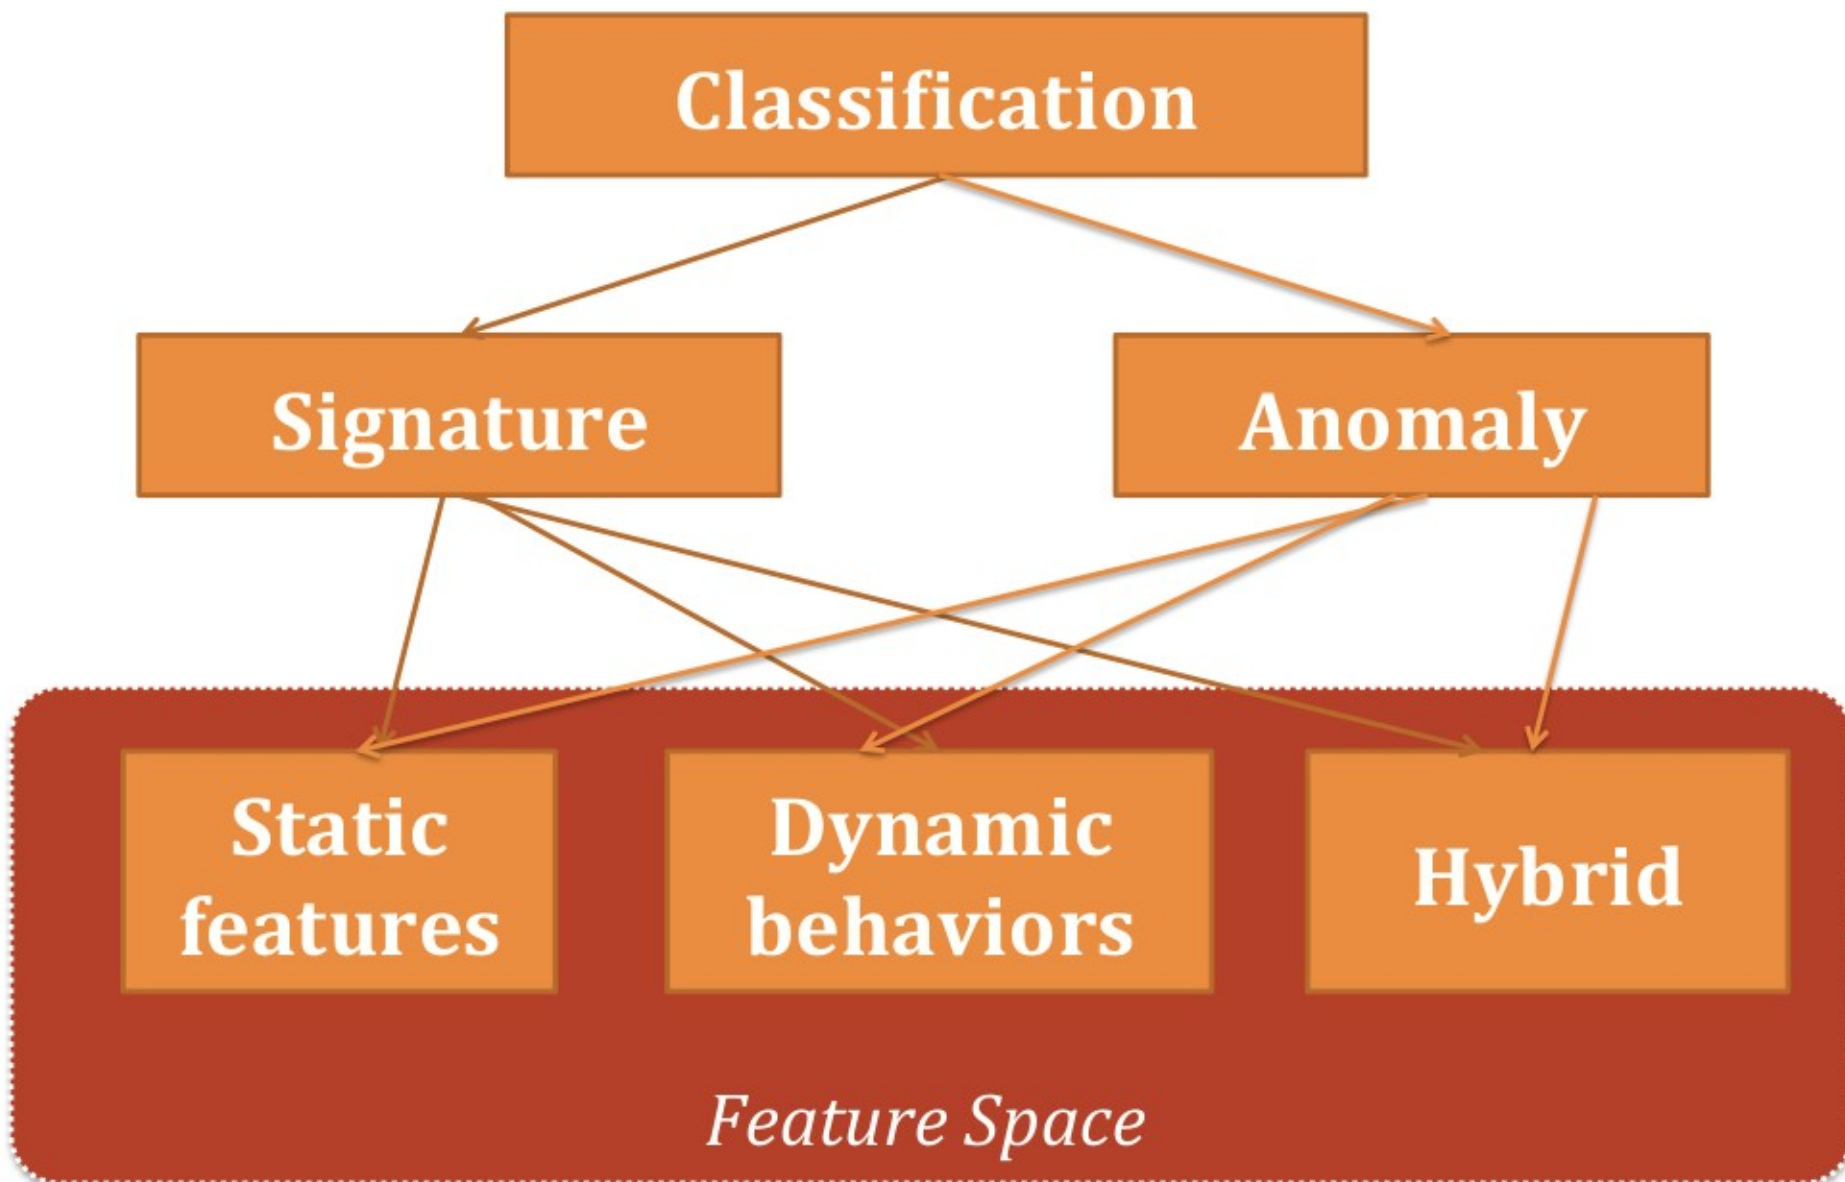 Classification
Signature
Anomaly
Static
features
Dynamic
behaviors
Hybrid
Feature Space